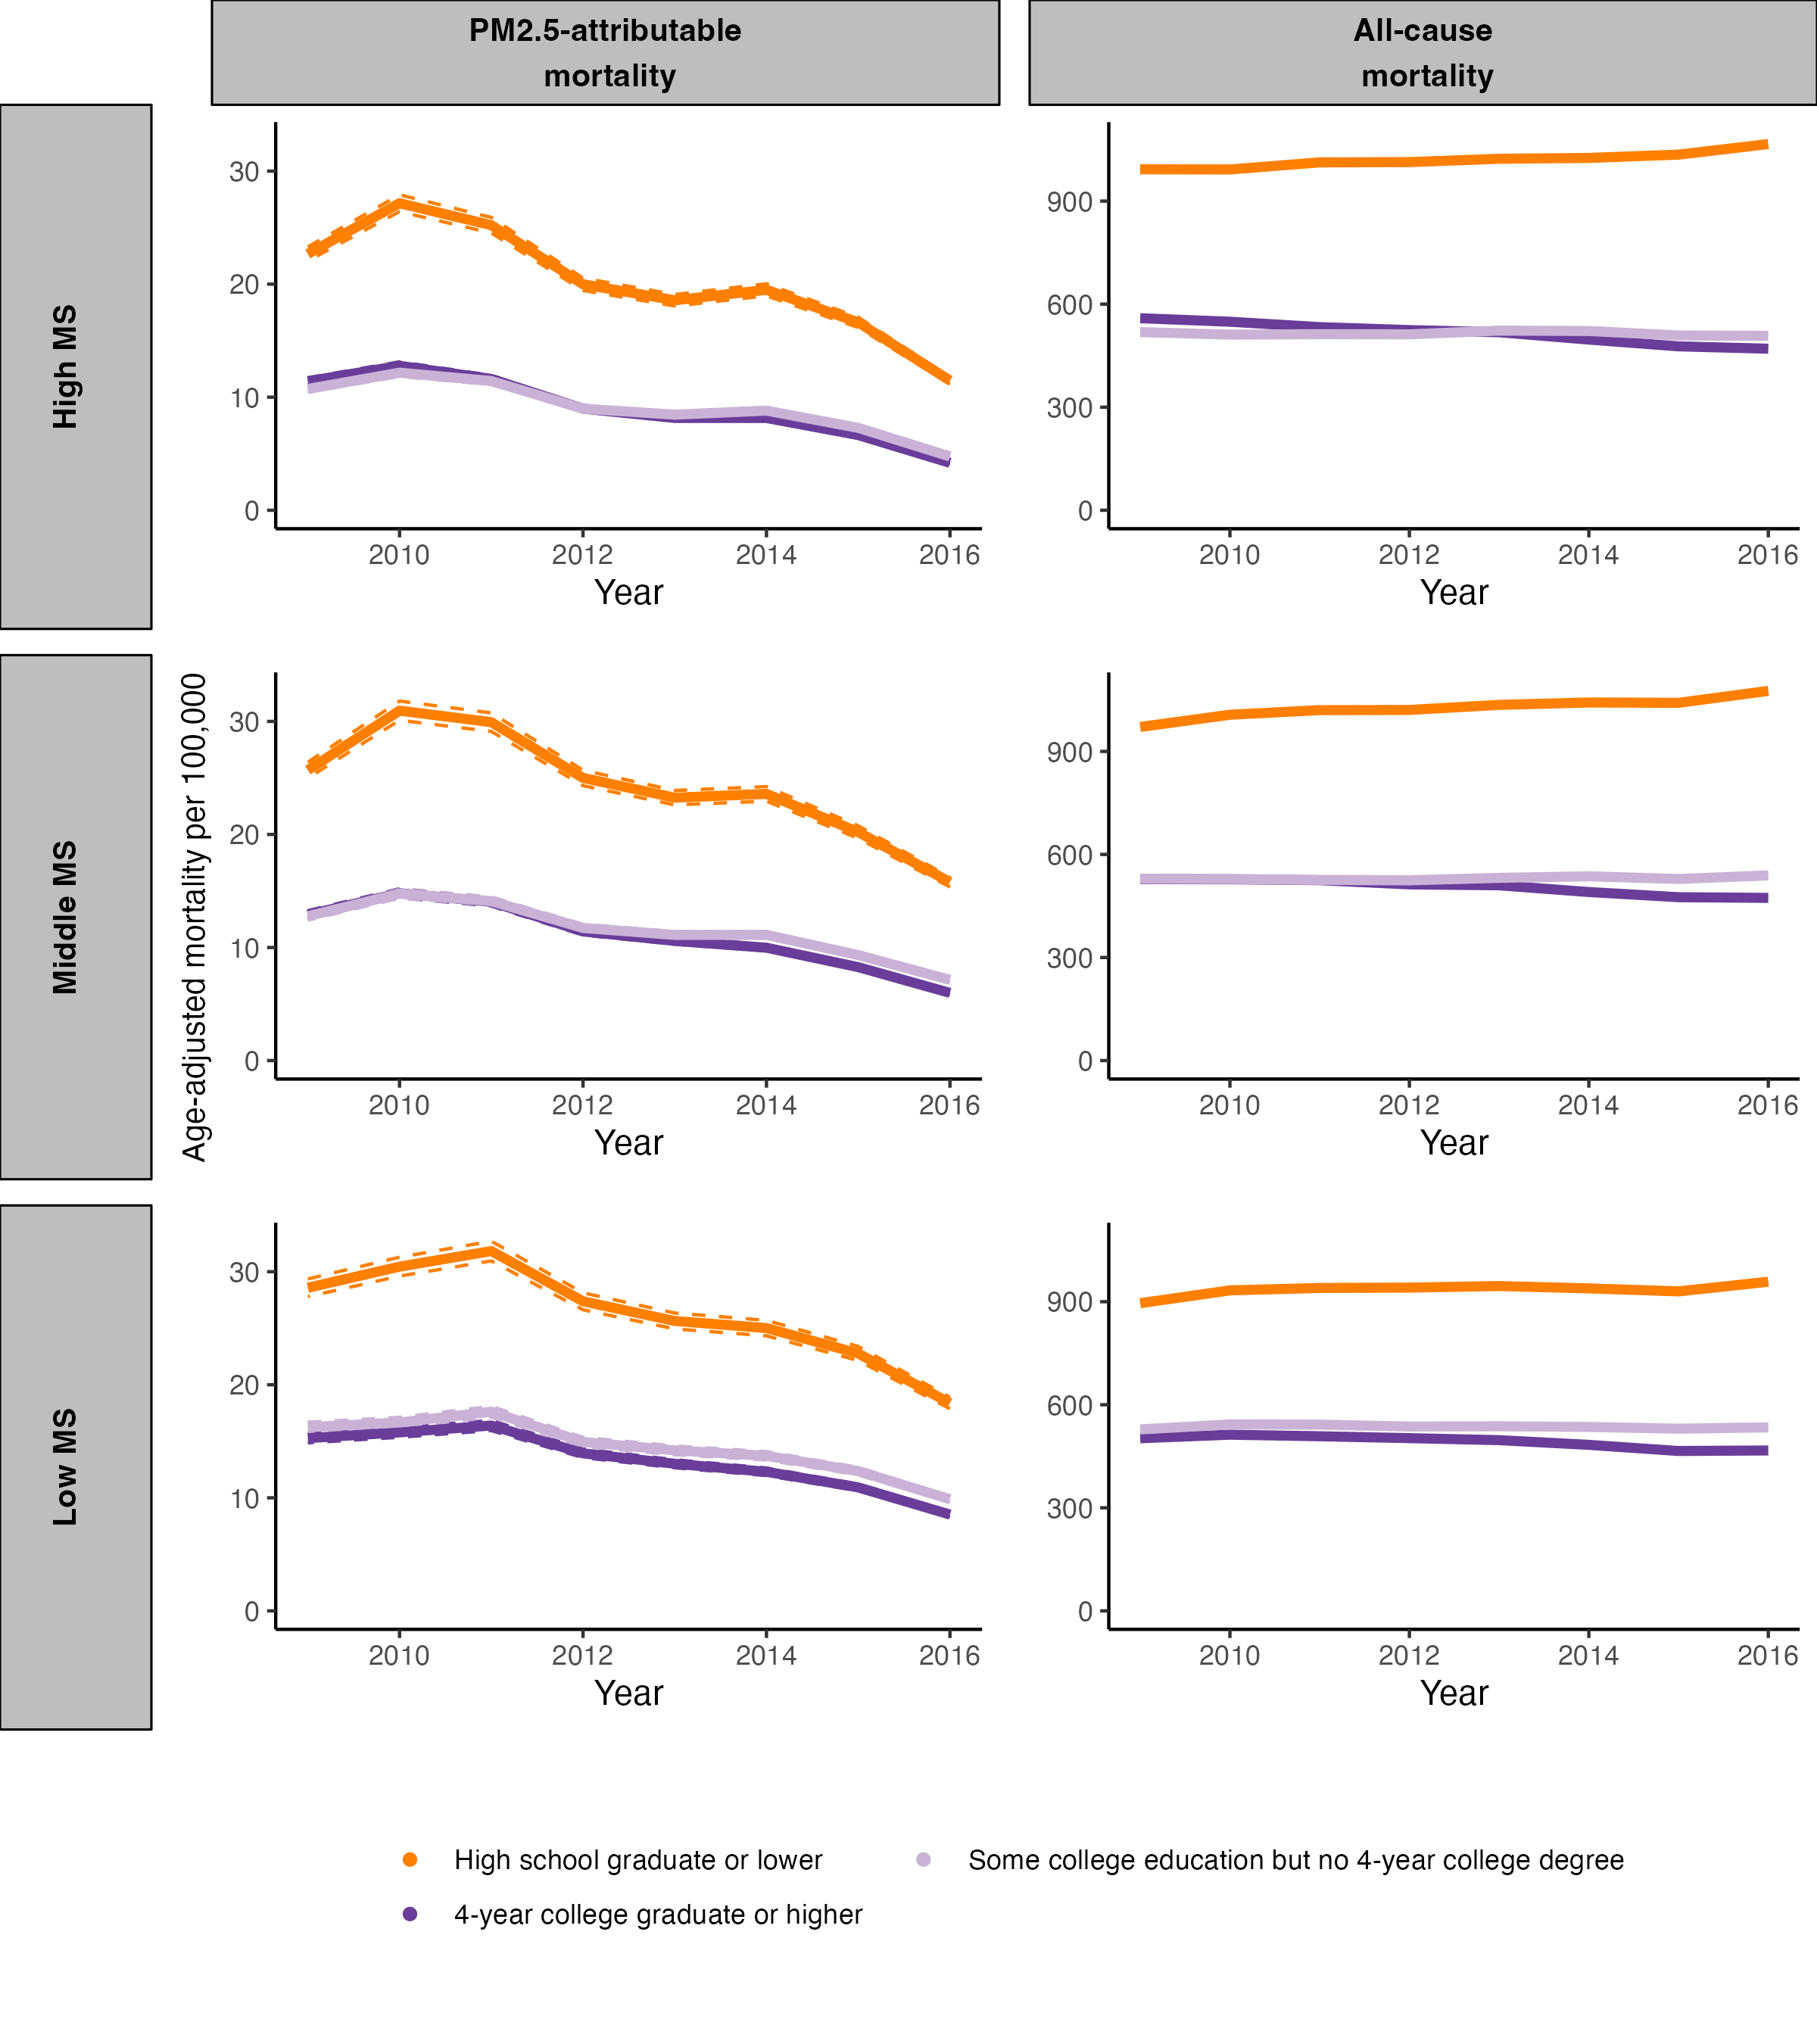 PM2.5-attributable
mortality
All-cause
mortality
High MS
30
20
10
0
2010 2012 2014 2016
Year
900
600
300
0
2010 2012 2014 2016
Year
Middle MS
Age-adjusted mortality per 100,000
30
20
10
0
2010 2012 2014 2016
Year
900
600
300
0
2010 2012 2014 2016
Year
Low MS
30
20
10
0
2010 2012 2014 2016
Year
900
600
300
0
2010 2012 2014 2016
Year
High school graduate or lower
Some college education but no 4-year college degree
4-year college graduate or higher